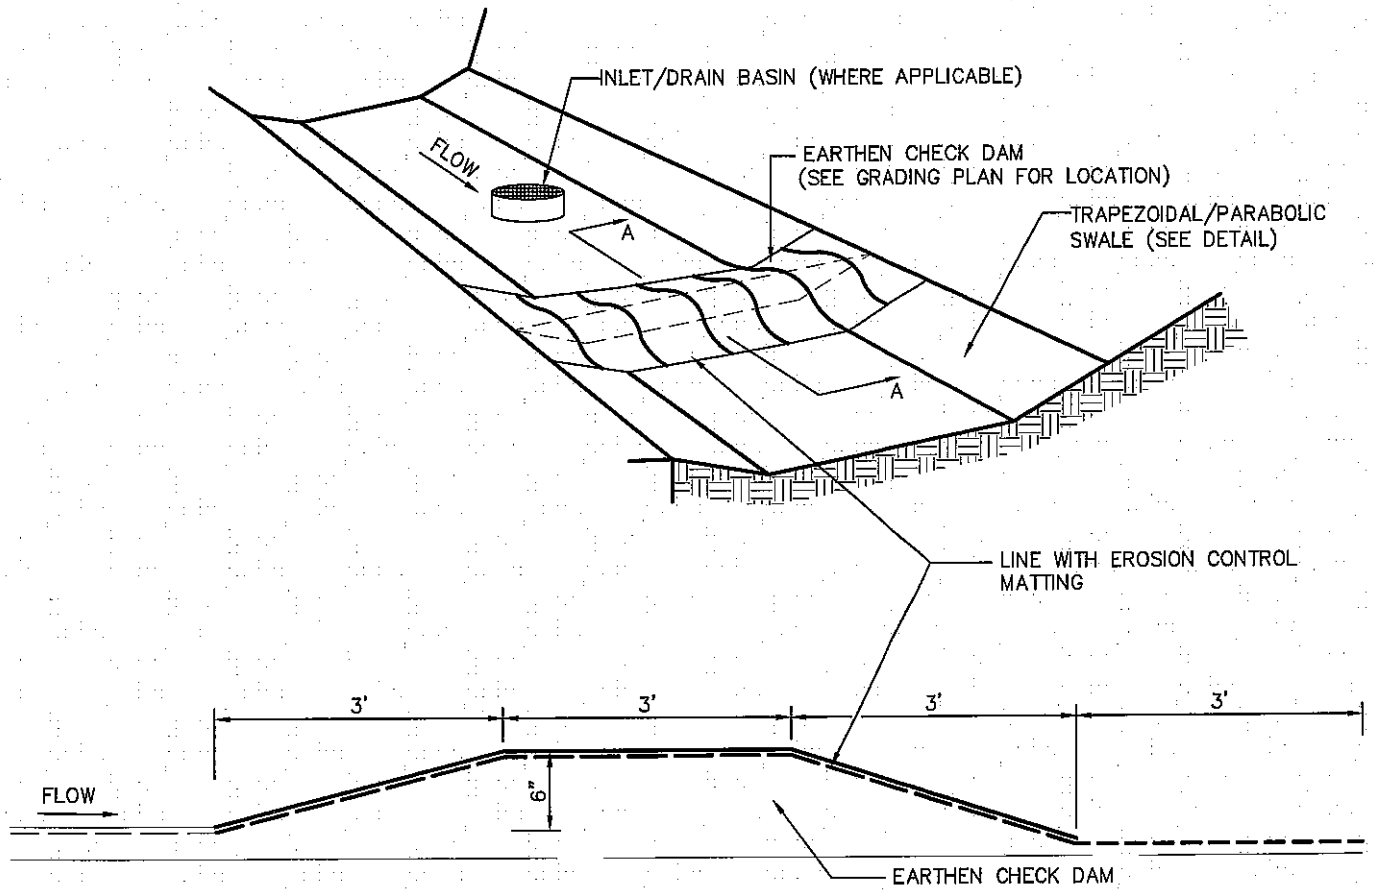 INLET/DRAIN BASIN (WHERE APPLICABLE)
FLOW
EARTHEN CHECK DAM
(SEE GRADING PLAN FOR LOCATION)
TRAPEZOIDAL/PARABOLIC
SWALE (SEE DETAIL)
A
A
LINE WITH EROSION CONTROL
MATTING
3'
3'
3'
3'
6"
FLOW
EARTHEN CHECK DAM